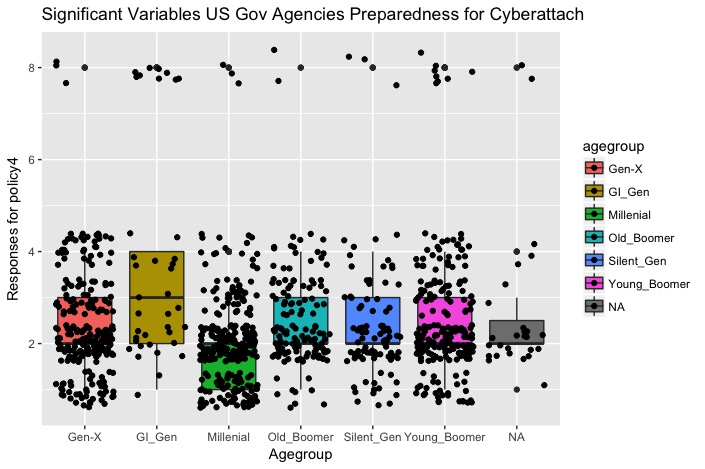 Significant Variables US Gov Agencies Preparedness for Cyberattach
Responses for policy4
8
6
4
2
Gen-X GI_Gen Millenial Old_Boomer Silent_Gen Young_Boomer NA
Agegroup
agegroup
Gen-X
GI_Gen
Millenial
Old_Boomer
Silent_Gen
Young_Boomer
NA